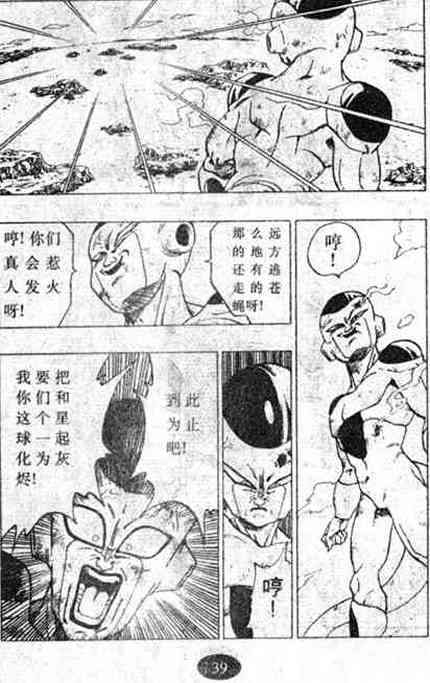 哼！
那么远
的地方
还有逃
走的苍
蝇呀！
哼！你们
真会惹
人发火
呀！
哼！
到此
为止
吧！
我要把
你们和
这个星
球一起
化为灰
烬！
39